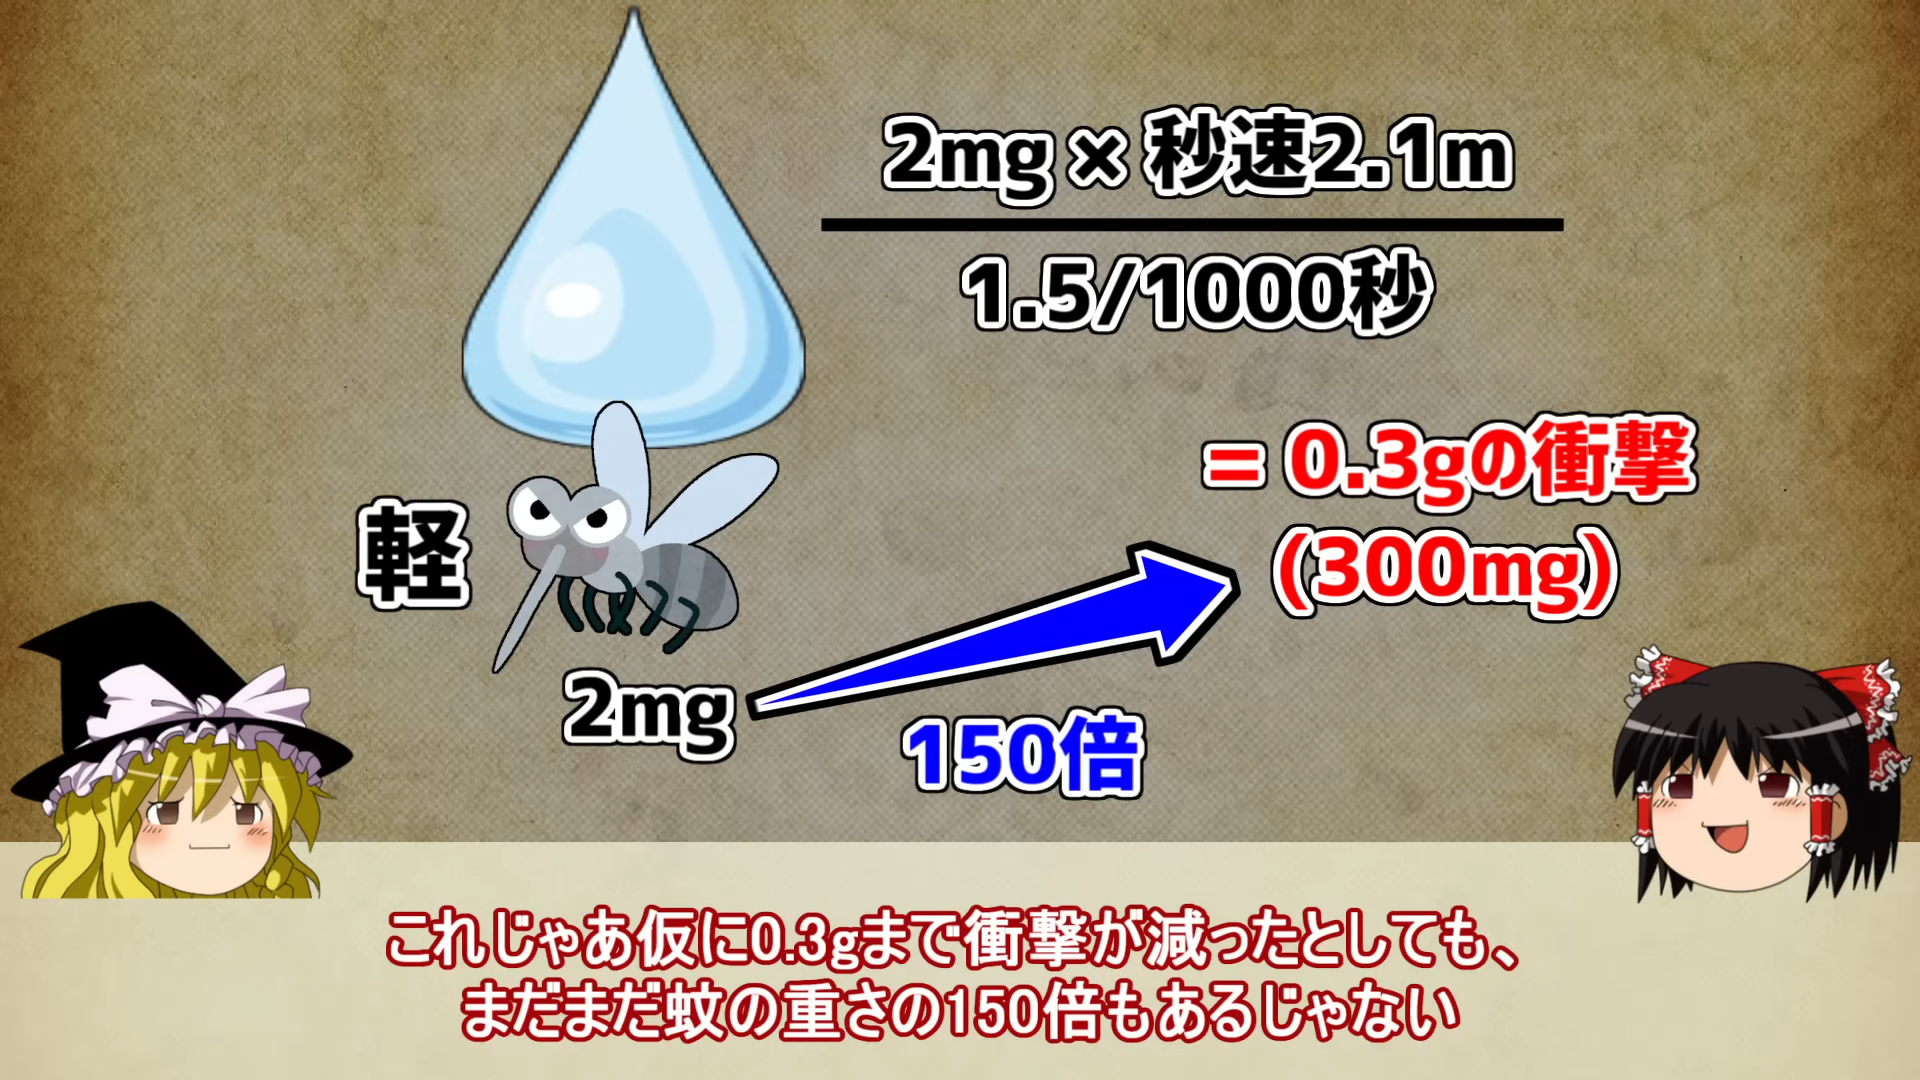 2mg × 秒速2.1m
1.5/1000秒
= 0.3gの衝撃
(300mg)
軽
2mg
150倍
これじゃあ仮に0.3gまで衝撃が減ったとしても、
まだまだ蚊の重さの150倍もあるじゃない